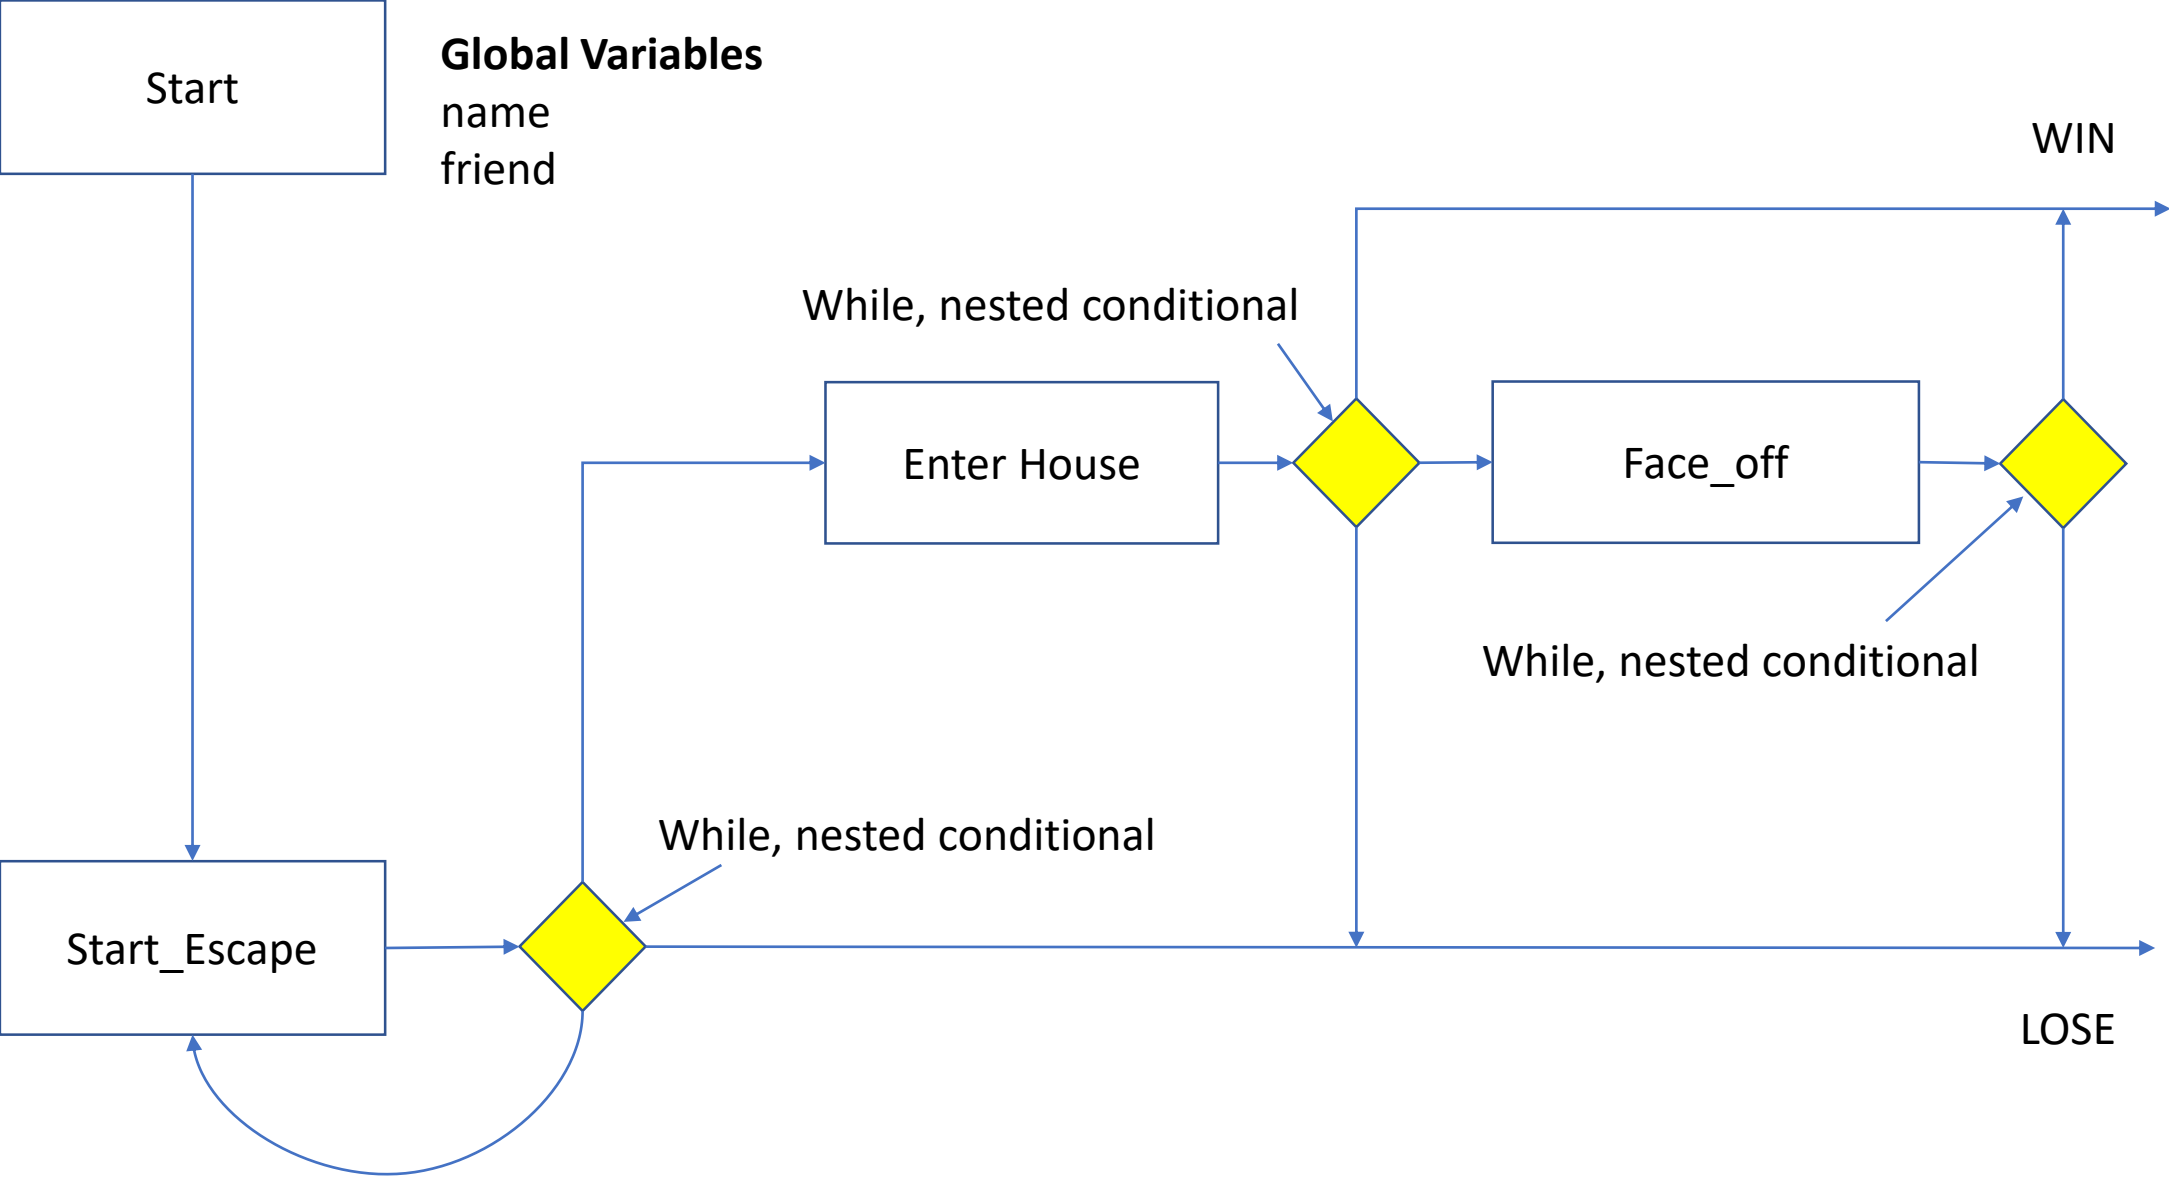 Start
Global Variables
name
friend
WIN
While, nested conditional
Enter House
Face_off
While, nested conditional
While, nested conditional
Start_Escape
LOSE